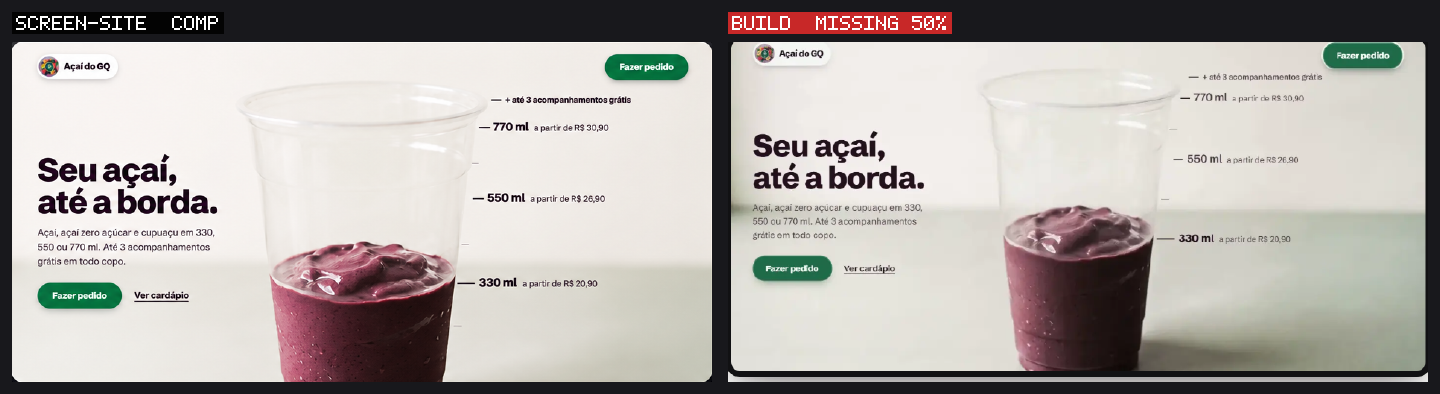 SCREEN-SITE COMP
Açaí do GQ
Fazer pedido
+ até 3 acompanhamentos grátis
770 ml a partir de R$ 30,90
Seu açaí,
até a borda.
550 ml a partir de R$ 26,90
Açaí, açaí zero açúcar e cupuaçu em 330,
550 ou 770 ml. Até 3 acompanhamentos
grátis em todo copo.
330 ml a partir de R$ 20,90
Fazer pedido
Ver cardápio
BUILD MISSING 50%
Açaí do GQ
Fazer pedido
+ até 3 acompanhamentos grátis
770 ml a partir de R$ 30,90
Seu açaí,
até a borda.
550 ml a partir de R$ 26,90
Açaí, açaí zero açúcar e cupuaçu em 330,
550 ou 770 ml. Até 3 acompanhamentos
grátis em todo copo.
330 ml a partir de R$ 20,90
Fazer pedido
Ver cardápio